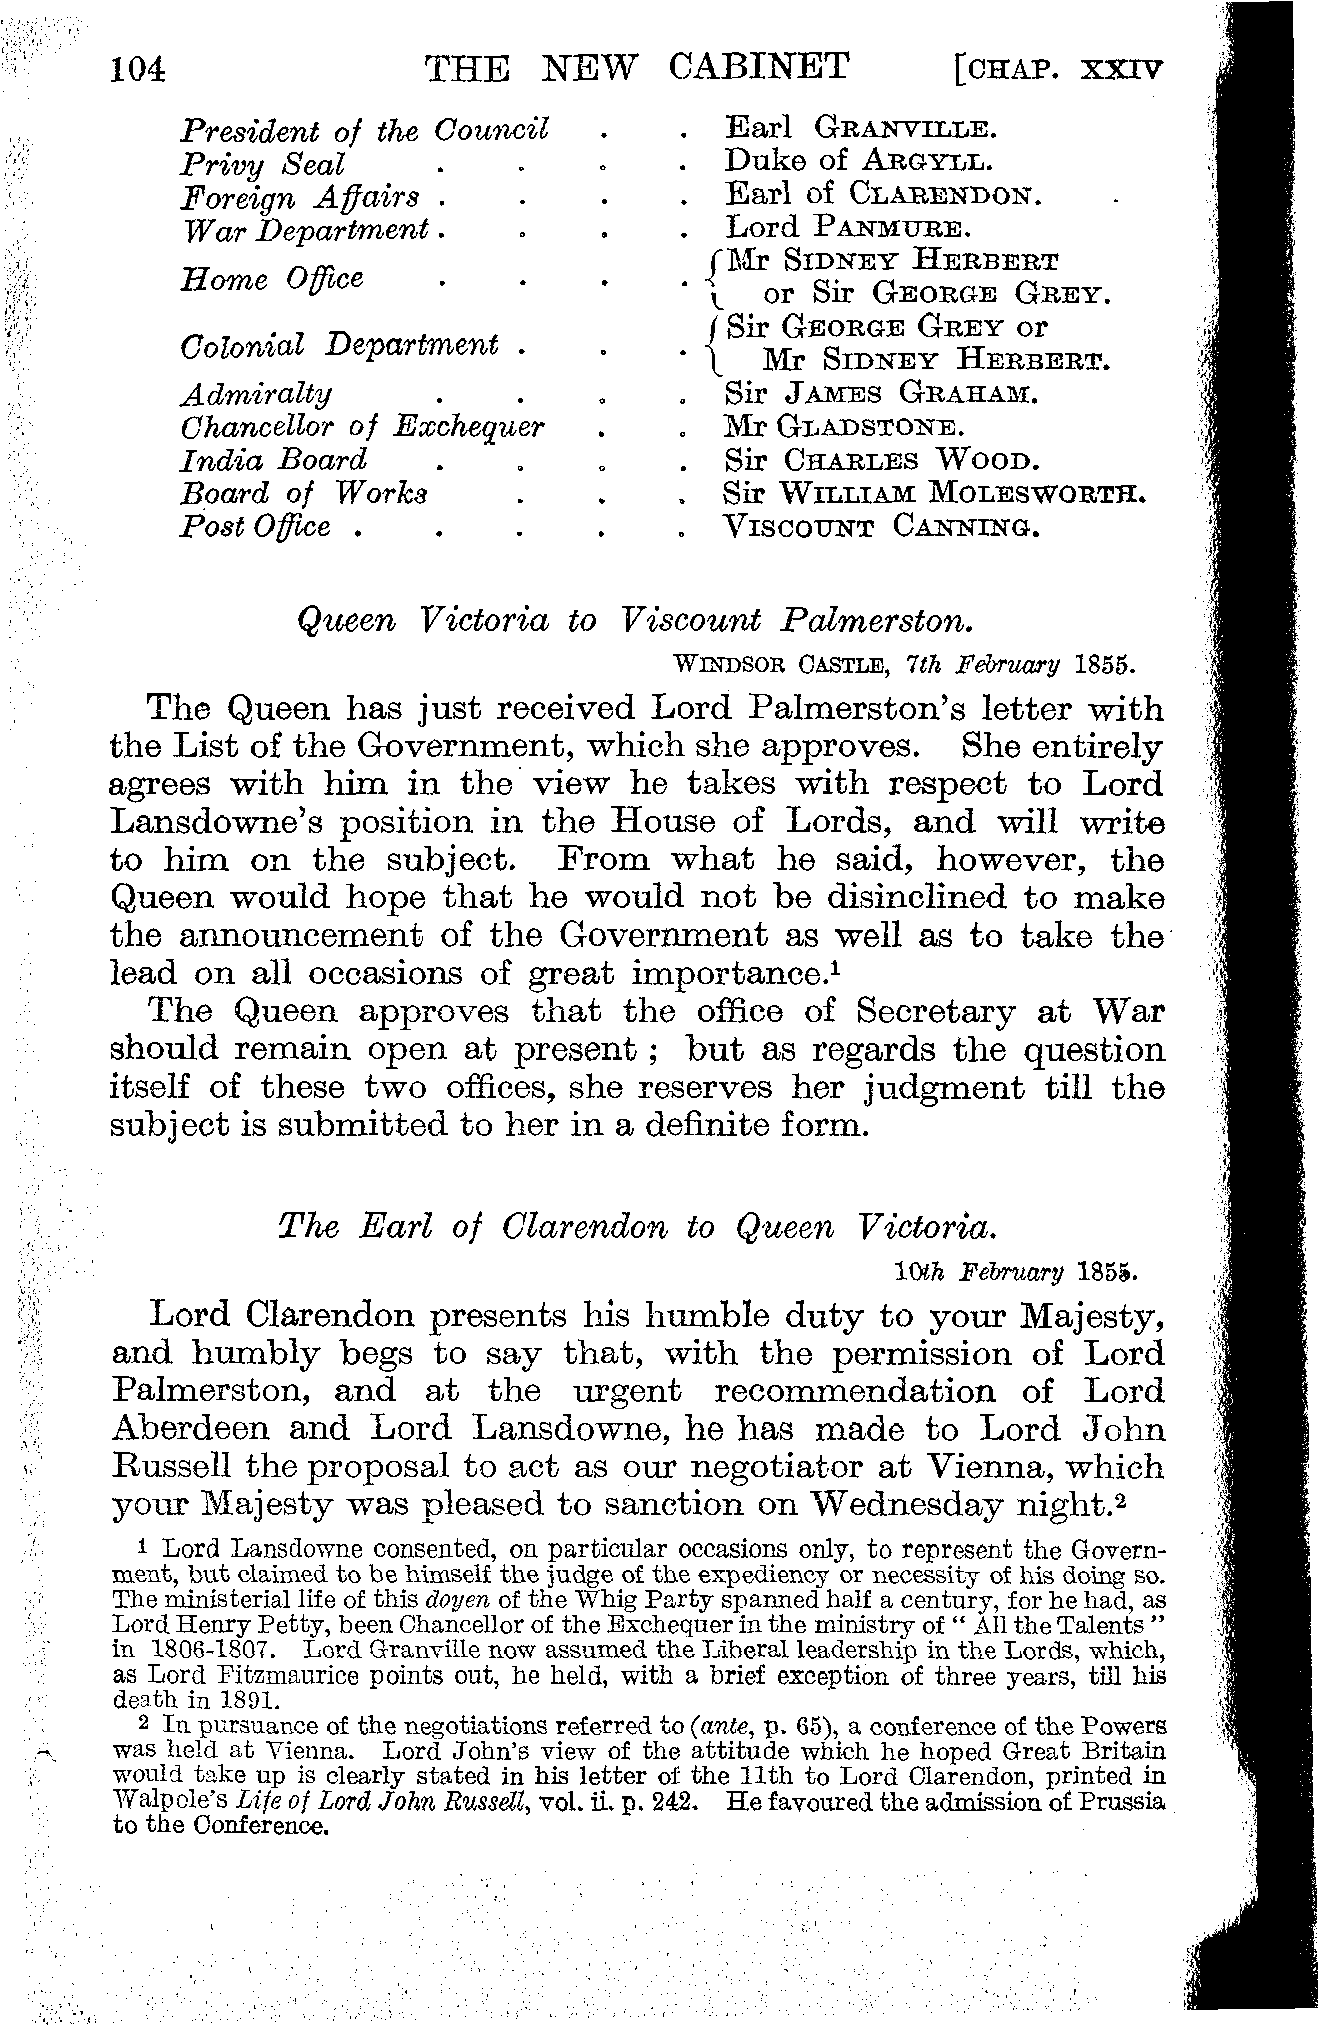 104 THE NEW CABINET [CHAP. XXIV
President of the Council . . Earl GRANVILLE.
Privy Seal . . . . Duke of ARGYLL.
Foreign Affairs . . . . Earl of CLARENDON.
War Department . . . . Lord PANMURE.
Home Office . . . . { Mr SIDNEY HERBERT
or Sir GEORGE GREY.
Colonial Department . . . { Sir GEORGE GREY or
Mr SIDNEY HERBERT.
Admiralty . . . . Sir JAMES GRAHAM.
Chancellor of Exchequer . . Mr GLADSTONE.
India Board . . . . Sir CHARLES WOOD.
Board of Works . . . Sir WILLIAM MOLESWORTH.
Post Office . . . . . VISCOUNT CANNING.
Queen Victoria to Viscount Palmerston.
WINDSOR CASTLE, 7th February 1855.
The Queen has just received Lord Palmerston's letter with
the List of the Government, which she approves. She entirely
agrees with him in the view he takes with respect to Lord
Lansdowne's position in the House of Lords, and will write
to him on the subject. From what he said, however, the
Queen would hope that he would not be disinclined to make
the announcement of the Government as well as to take the
lead on all occasions of great importance.¹
The Queen approves that the office of Secretary at War
should remain open at present ; but as regards the question
itself of these two offices, she reserves her judgment till the
subject is submitted to her in a definite form.
The Earl of Clarendon to Queen Victoria.
10th February 1855.
Lord Clarendon presents his humble duty to your Majesty,
and humbly begs to say that, with the permission of Lord
Palmerston, and at the urgent recommendation of Lord
Aberdeen and Lord Lansdowne, he has made to Lord John
Russell the proposal to act as our negotiator at Vienna, which
your Majesty was pleased to sanction on Wednesday night.²
¹ Lord Lansdowne consented, on particular occasions only, to represent the Govern-
ment, but claimed to be himself the judge of the expediency or necessity of his doing so.
The ministerial life of this doyen of the Whig Party spanned half a century, for he had, as
Lord Henry Petty, been Chancellor of the Exchequer in the ministry of " All the Talents "
in 1806-1807. Lord Granville now assumed the Liberal leadership in the Lords, which,
as Lord Fitzmaurice points out, he held, with a brief exception of three years, till his
death in 1891.
² In pursuance of the negotiations referred to (ante, p. 65), a conference of the Powers
was held at Vienna. Lord John's view of the attitude which he hoped Great Britain
would take up is clearly stated in his letter of the 11th to Lord Clarendon, printed in
Walpole's Life of Lord John Russell, vol. ii. p. 242. He favoured the admission of Prussia
to the Conference.